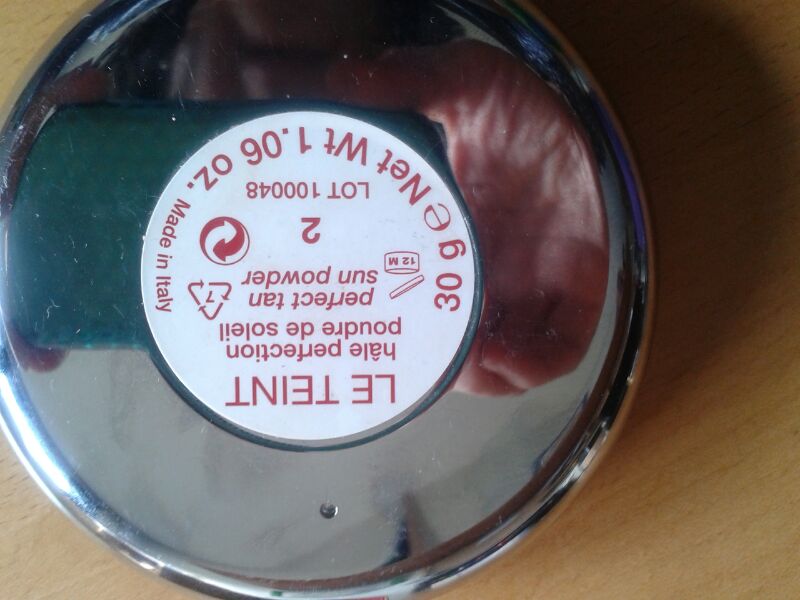 LE TEINT
hâle perfection
poudre de soleil
perfect tan
sun powder
12 M
7
2
LOT 100048
30 g ℮ Net Wt 1.06 oz. Made in Italy